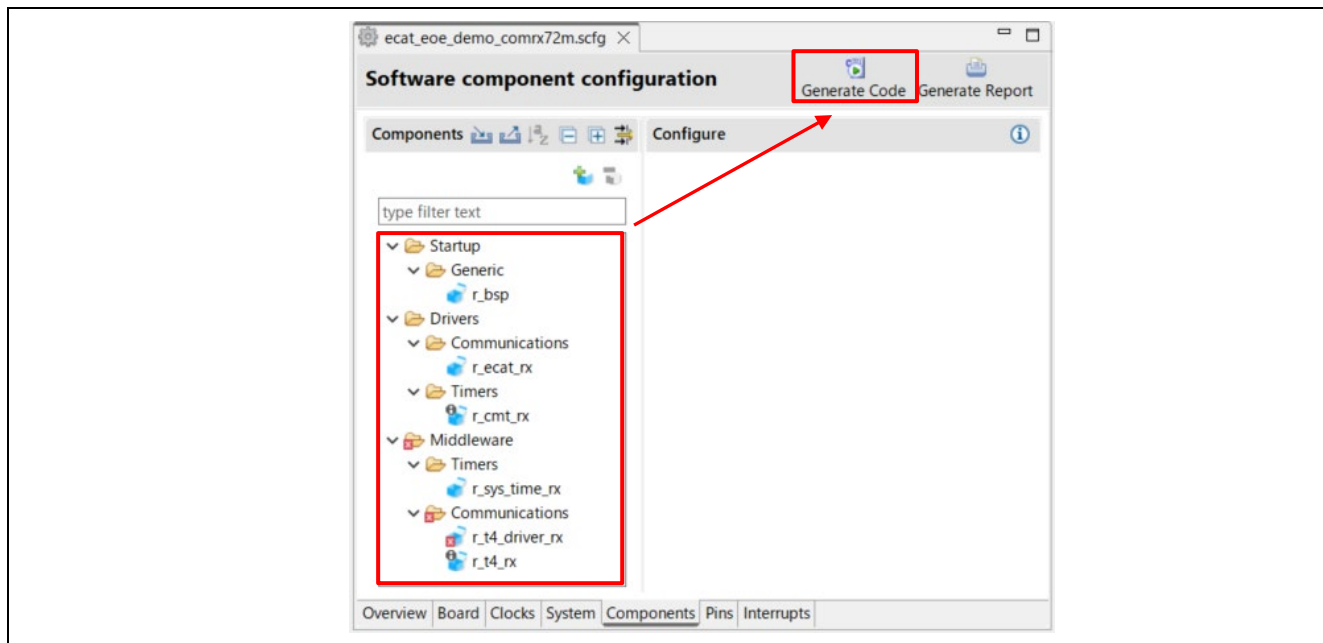 ecat_eoe_demo_comrx72m.scfg
Software component configuration
Generate Code Generate Report
Components
Configure
type filter text
Startup
Generic
r_bsp
Drivers
Communications
r_ecat_rx
Timers
r_cmt_rx
Middleware
Timers
r_sys_time_rx
Communications
r_t4_driver_rx
r_t4_rx
Overview Board Clocks System Components Pins Interrupts